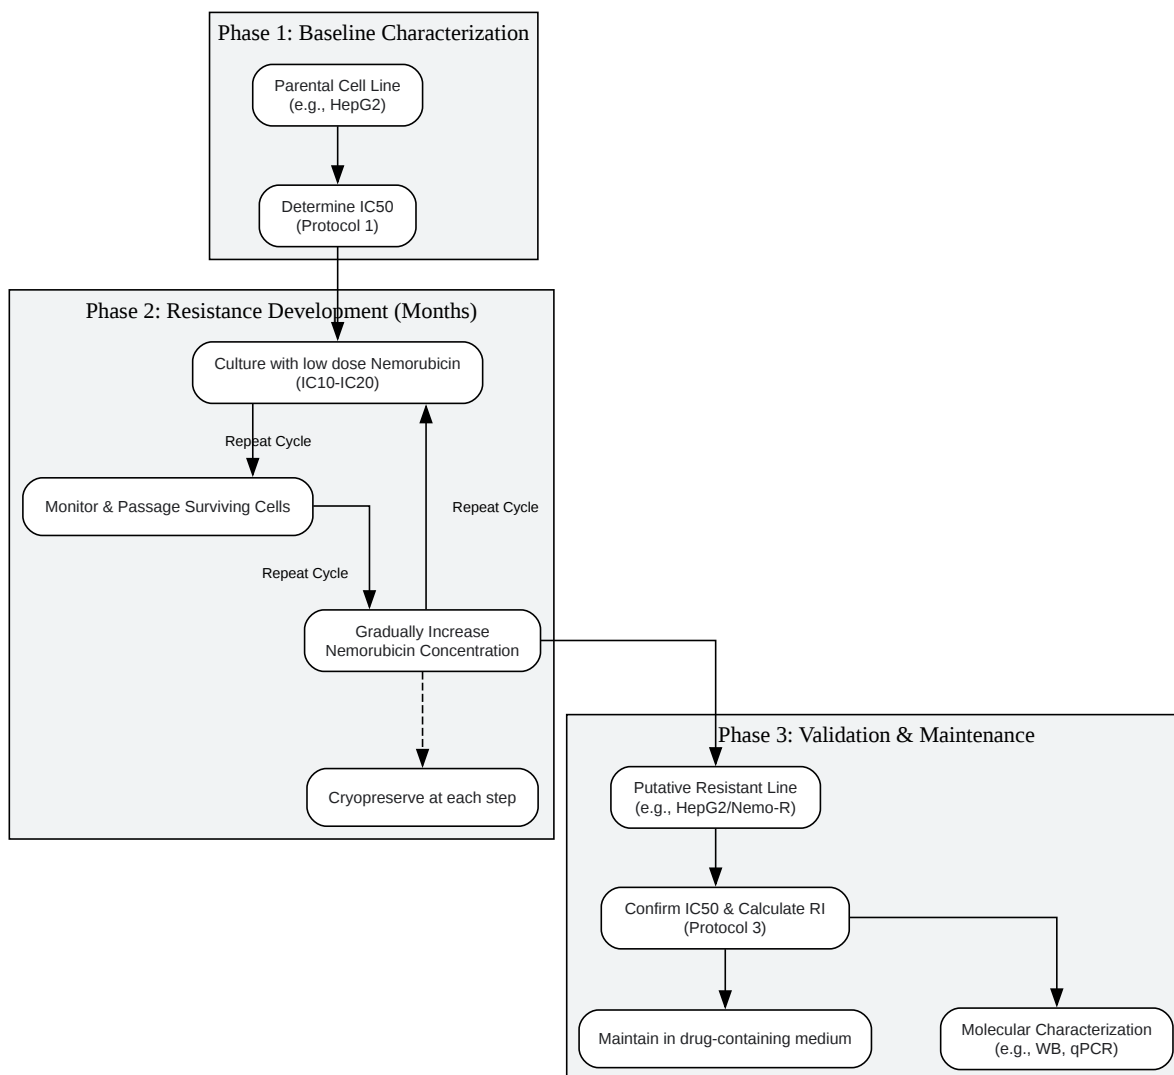 Phase 1: Baseline Characterization
Parental Cell Line
(e.g., HepG2)
Determine IC50
(Protocol 1)
Phase 2: Resistance Development (Months)
Culture with low dose Nemorubicin
(IC10-IC20)
Repeat Cycle
Monitor & Passage Surviving Cells
Repeat Cycle
Repeat Cycle
Gradually Increase
Nemorubicin Concentration
Cryopreserve at each step
Phase 3: Validation & Maintenance
Putative Resistant Line
(e.g., HepG2/Nemo-R)
Confirm IC50 & Calculate RI
(Protocol 3)
Maintain in drug-containing medium
Molecular Characterization
(e.g., WB, qPCR)